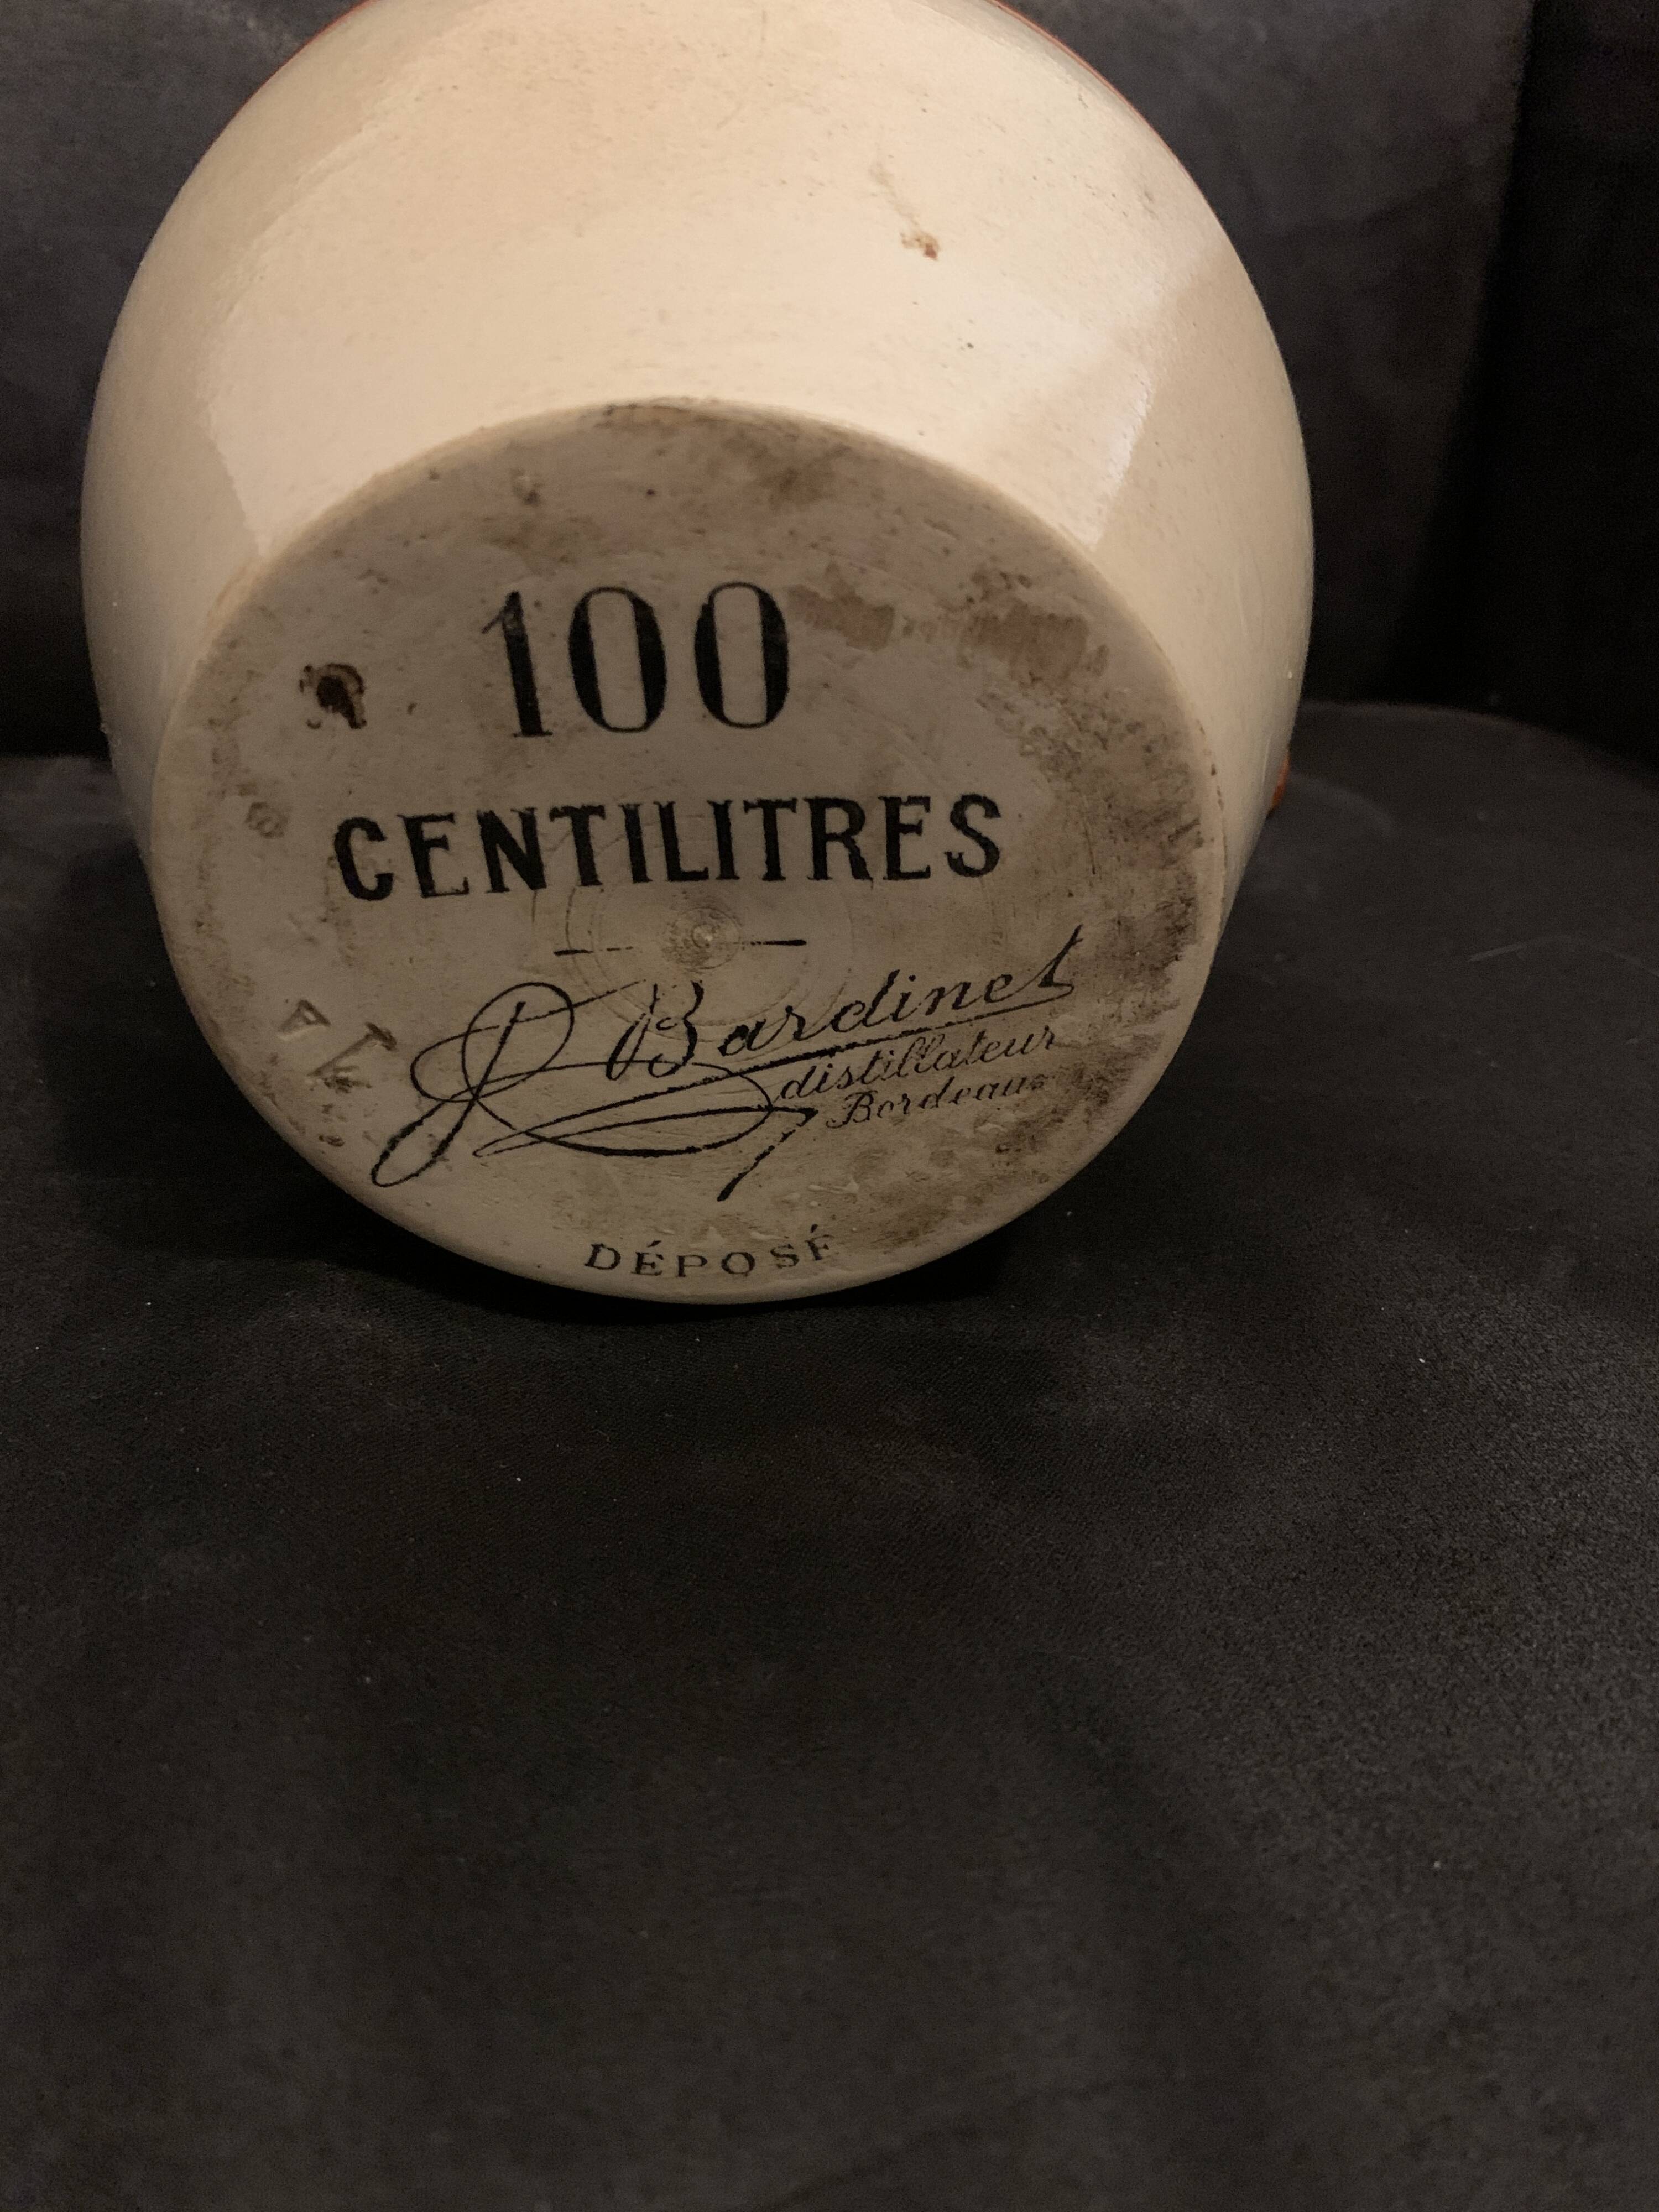 100
CENTILITRES
P Bardinet
distillateur
Bordeaux
DÉPOSÉ